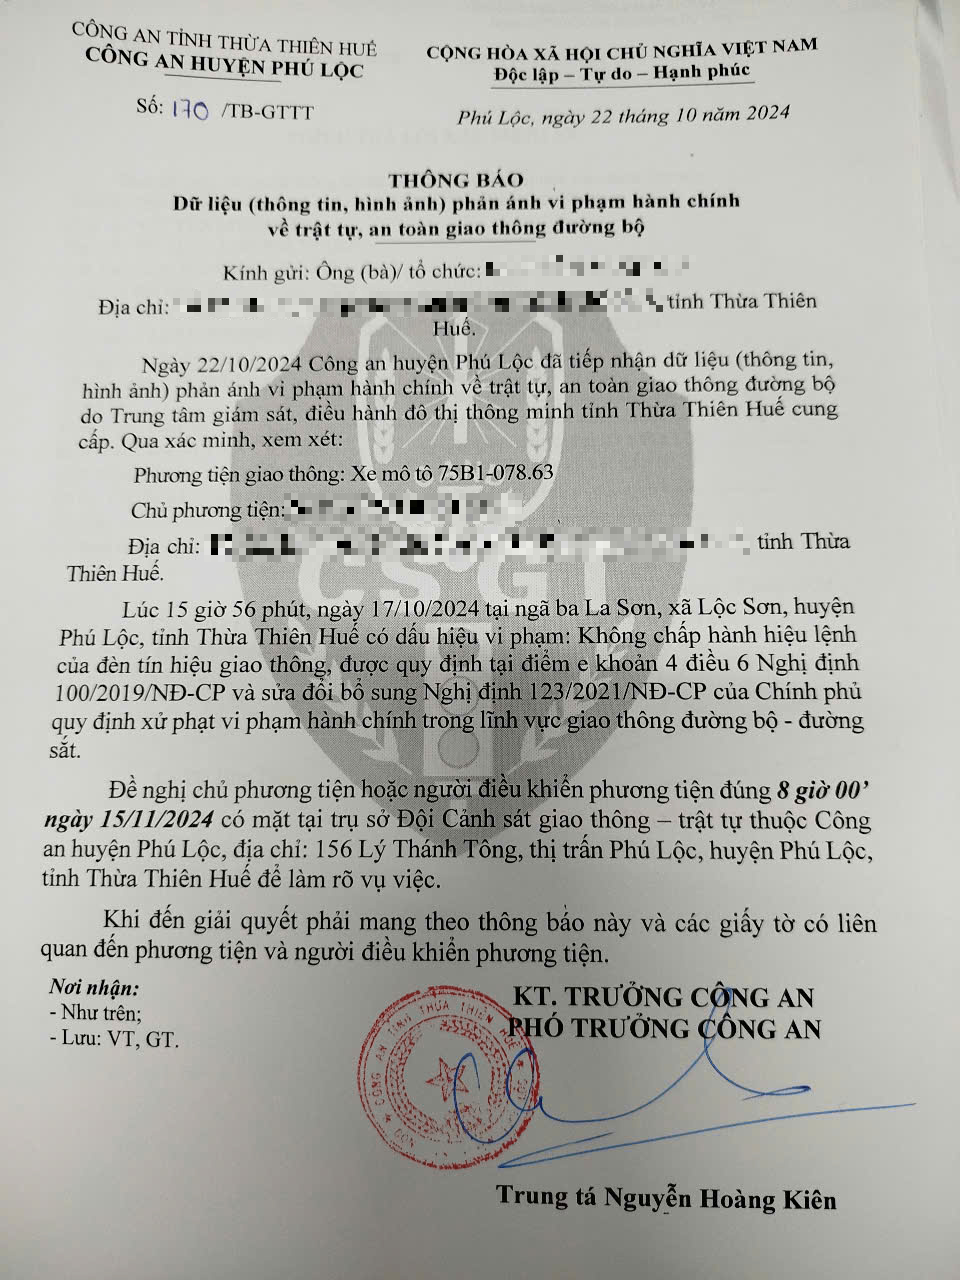 CÔNG AN TỈNH THỪA THIÊN HUẾ
CÔNG AN HUYỆN PHÚ LỘC
CỘNG HÒA XÃ HỘI CHỦ NGHĨA VIỆT NAM
Độc lập – Tự do – Hạnh phúc
Số: 170 /TB-GTTT
Phú Lộc, ngày 22 tháng 10 năm 2024
THÔNG BÁO
Dữ liệu (thông tin, hình ảnh) phản ánh vi phạm hành chính
về trật tự, an toàn giao thông đường bộ
Kính gửi: Ông (bà)/ tổ chức:
Địa chỉ: , tỉnh Thừa Thiên
Huế.
Ngày 22/10/2024 Công an huyện Phú Lộc đã tiếp nhận dữ liệu (thông tin,
hình ảnh) phản ánh vi phạm hành chính về trật tự, an toàn giao thông đường bộ
do Trung tâm giám sát, điều hành đô thị thông minh tỉnh Thừa Thiên Huế cung
cấp. Qua xác minh, xem xét:
Phương tiện giao thông: Xe mô tô 75B1-078.63
Chủ phương tiện:
Địa chỉ: , tỉnh Thừa
Thiên Huế.
CSGT
Lúc 15 giờ 56 phút, ngày 17/10/2024 tại ngã ba La Sơn, xã Lộc Sơn, huyện
Phú Lộc, tỉnh Thừa Thiên Huế có dấu hiệu vi phạm: Không chấp hành hiệu lệnh
của đèn tín hiệu giao thông, được quy định tại điểm e khoản 4 điều 6 Nghị định
100/2019/NĐ-CP và sửa đổi bổ sung Nghị định 123/2021/NĐ-CP của Chính phủ
quy định xử phạt vi phạm hành chính trong lĩnh vực giao thông đường bộ - đường
sắt.
Đề nghị chủ phương tiện hoặc người điều khiển phương tiện đúng 8 giờ 00’
ngày 15/11/2024 có mặt tại trụ sở Đội Cảnh sát giao thông – trật tự thuộc Công
an huyện Phú Lộc, địa chỉ: 156 Lý Thánh Tông, thị trấn Phú Lộc, huyện Phú Lộc,
tỉnh Thừa Thiên Huế để làm rõ vụ việc.
Khi đến giải quyết phải mang theo thông báo này và các giấy tờ có liên
quan đến phương tiện và người điều khiển phương tiện.
Nơi nhận:
- Như trên;
- Lưu: VT, GT.
KT. TRƯỞNG CÔNG AN
PHÓ TRƯỞNG CÔNG AN
CÔNG AN TỈNH THỪA THIÊN HUẾ
Trung tá Nguyễn Hoàng Kiên